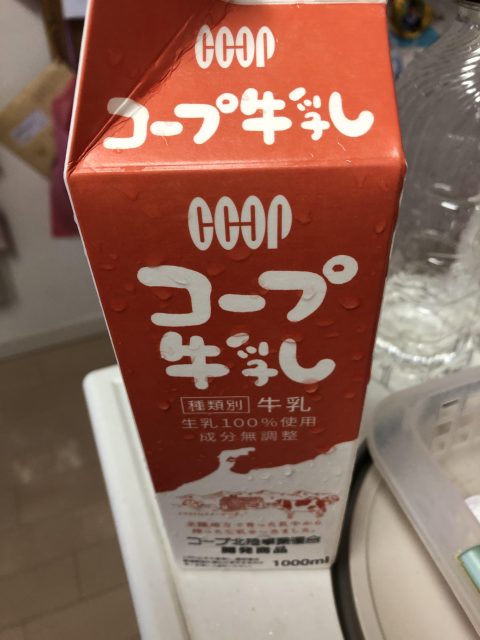 COOP
コープ牛乳
COOP
コープ
牛乳
種類別 牛乳
生乳100%使用
成分無調整
コープ北陸事業連合
開発商品
1000ml